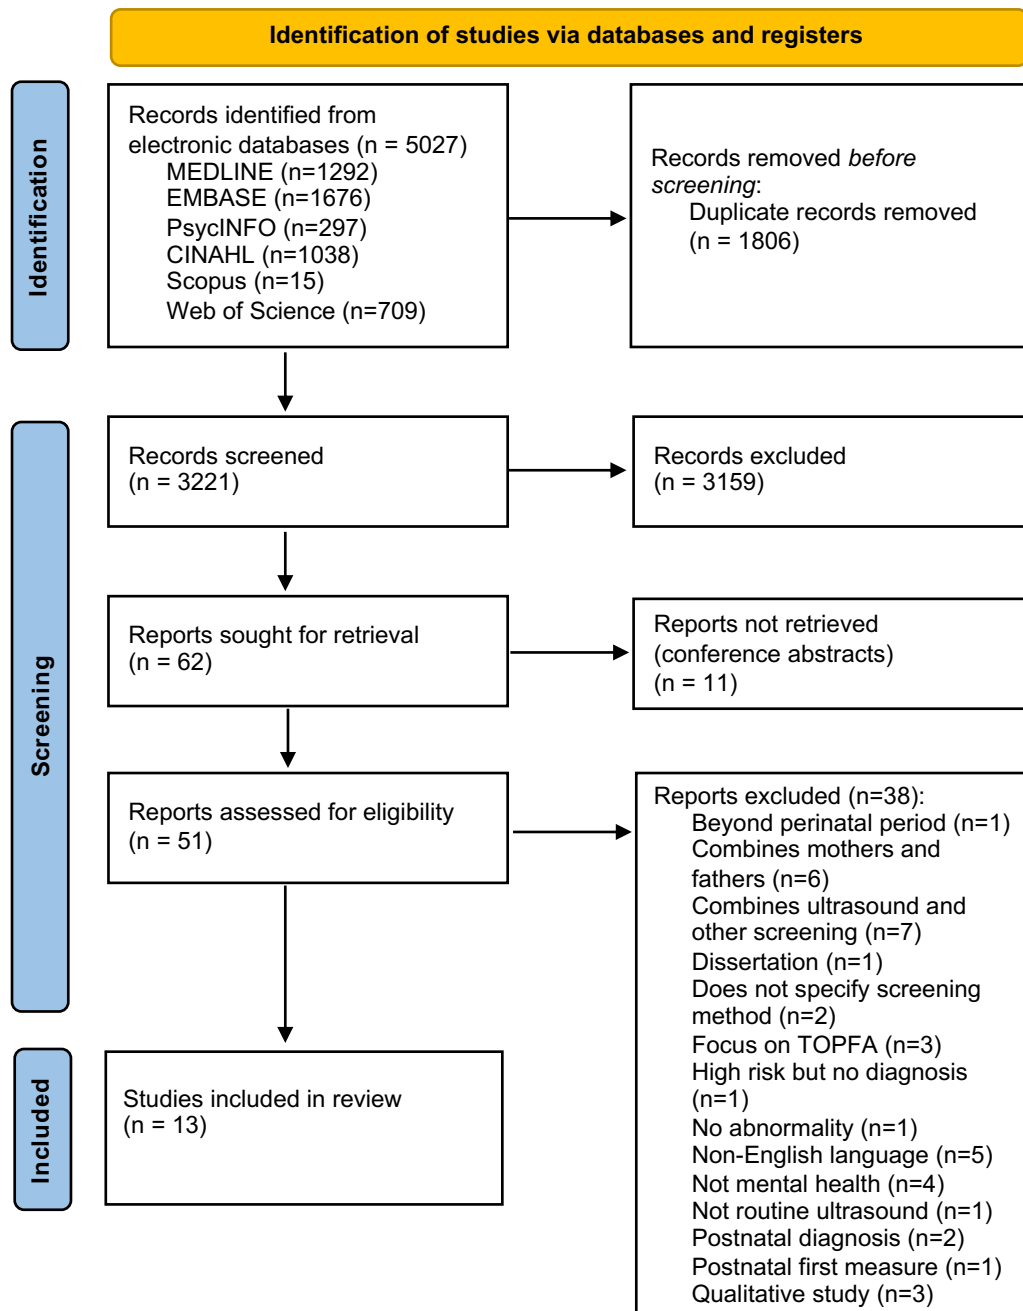 Identification of studies via databases and registers
Identification
Records identified from
electronic databases (n = 5027)
MEDLINE (n=1292)
EMBASE (n=1676)
PsycINFO (n=297)
CINAHL (n=1038)
Scopus (n=15)
Web of Science (n=709)
Records removed before
screening:
Duplicate records removed
(n = 1806)
Screening
Records screened
(n = 3221)
Records excluded
(n = 3159)
Reports sought for retrieval
(n = 62)
Reports not retrieved
(conference abstracts)
(n = 11)
Reports assessed for eligibility
(n = 51)
Reports excluded (n=38):
Beyond perinatal period (n=1)
Combines mothers and
fathers (n=6)
Combines ultrasound and
other screening (n=7)
Dissertation (n=1)
Does not specify screening
method (n=2)
Focus on TOPFA (n=3)
High risk but no diagnosis
(n=1)
No abnormality (n=1)
Non-English language (n=5)
Not mental health (n=4)
Not routine ultrasound (n=1)
Postnatal diagnosis (n=2)
Postnatal first measure (n=1)
Qualitative study (n=3)
Included
Studies included in review
(n = 13)